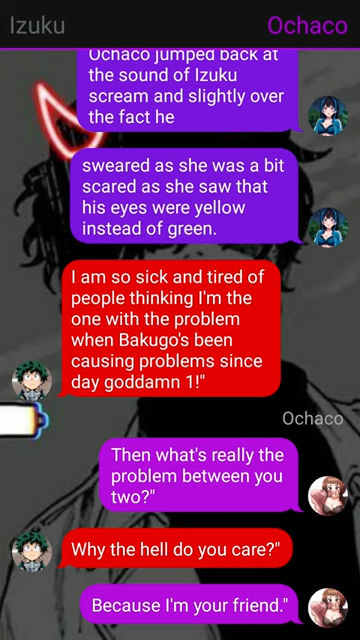 Izuku
Ochaco
Ochaco jumped back at
the sound of Izuku
scream and slightly over
the fact he
sweared as she was a bit
scared as she saw that
his eyes were yellow
instead of green.
I am so sick and tired of
people thinking I'm the
one with the problem
when Bakugo's been
causing problems since
day goddamn 1!"
Ochaco
Then what's really the
problem between you
two?"
Why the hell do you care?"
Because I'm your friend."